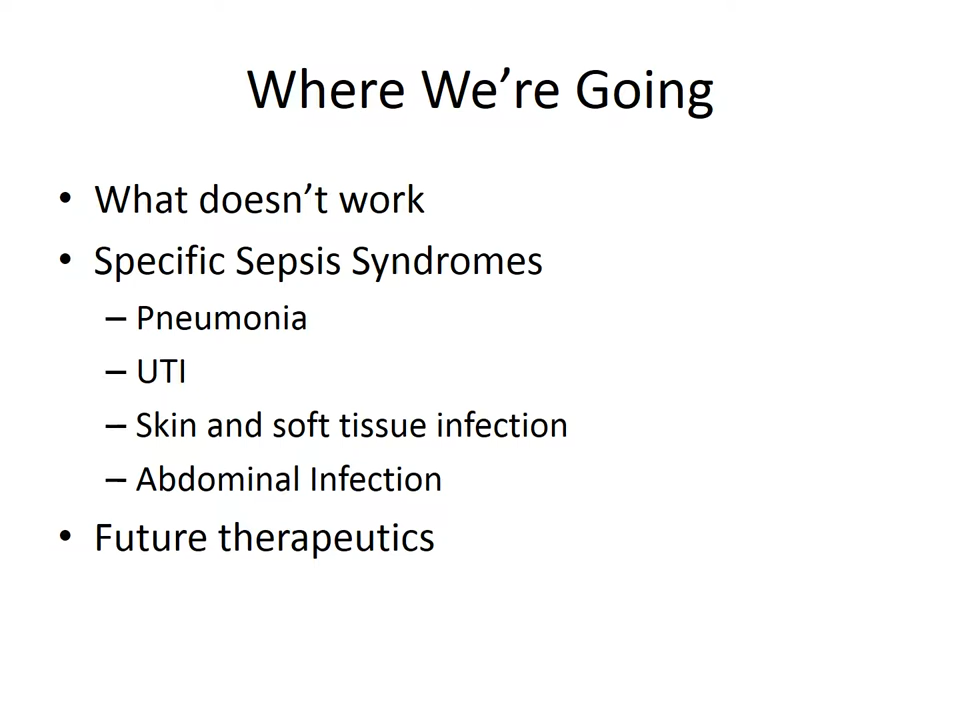 Where We’re Going
• What doesn’t work
• Specific Sepsis Syndromes
– Pneumonia
– UTI
– Skin and soft tissue infection
– Abdominal Infection
• Future therapeutics